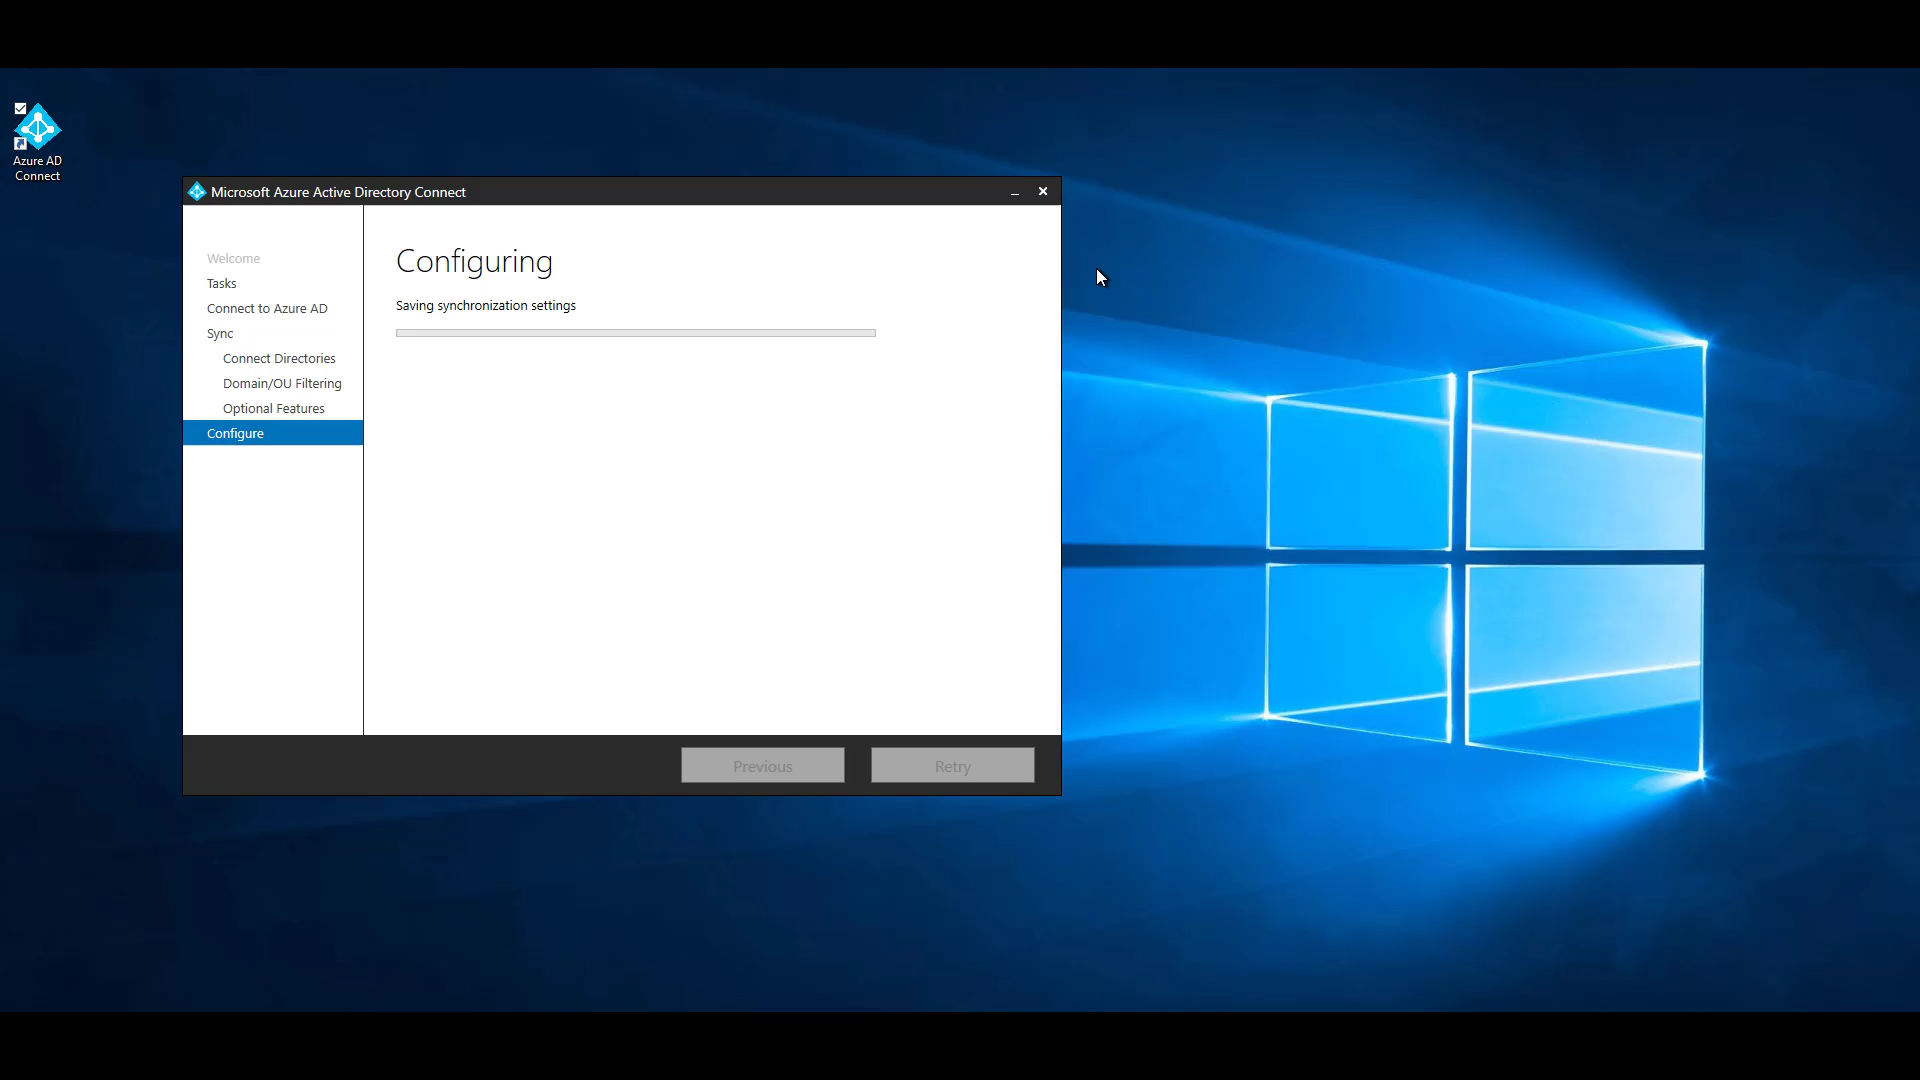 Azure AD
Connect
Microsoft Azure Active Directory Connect
Welcome
Tasks
Connect to Azure AD
Sync
Connect Directories
Domain/OU Filtering
Optional Features
Configure
Configuring
Saving synchronization settings
Previous
Retry